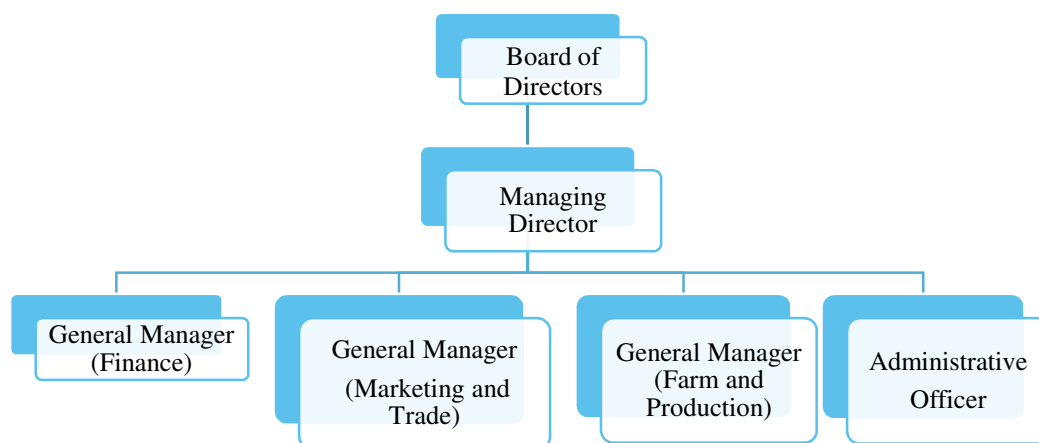 Board of
Directors
Managing
Director
General Manager
(Finance)
General Manager
(Marketing and
Trade)
General Manager
(Farm and
Production)
Administrative
Officer